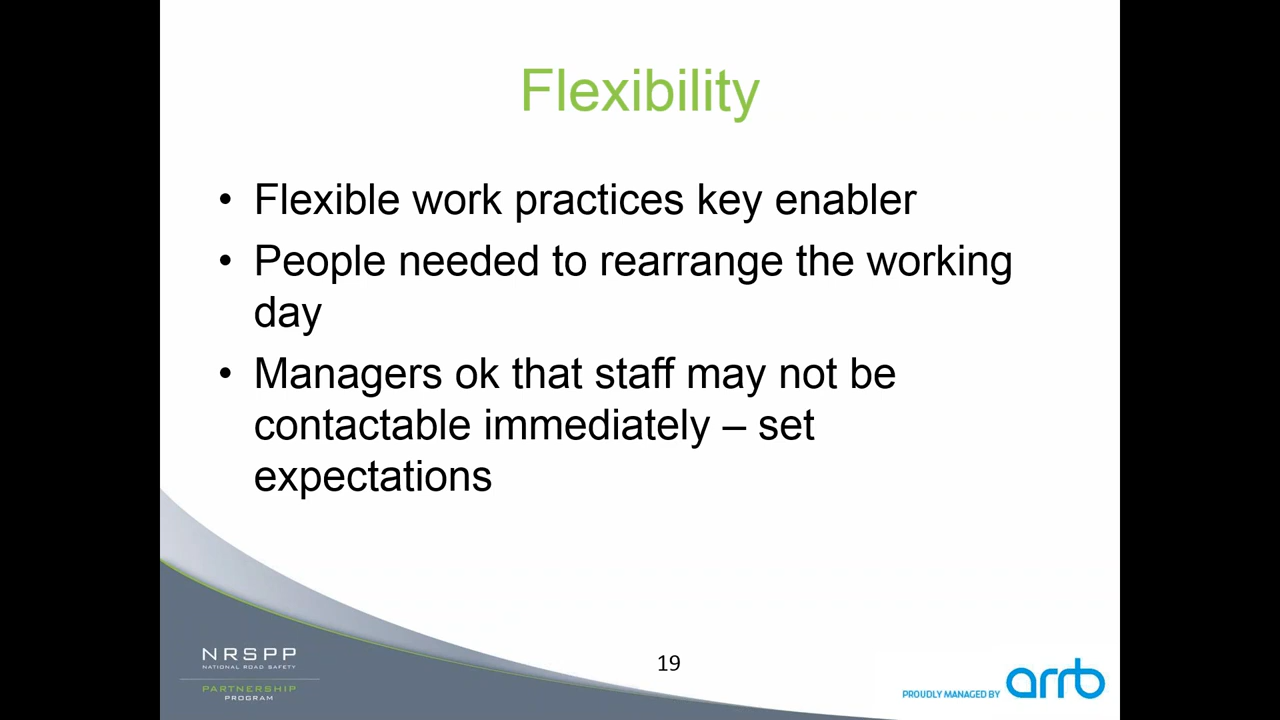 Flexibility
• Flexible work practices key enabler
• People needed to rearrange the working
day
• Managers ok that staff may not be
contactable immediately – set
expectations
NRSPP
NATIONAL ROAD SAFETY
PARTNERSHIP
PROGRAM
19
PROUDLY MANAGED BY arrb